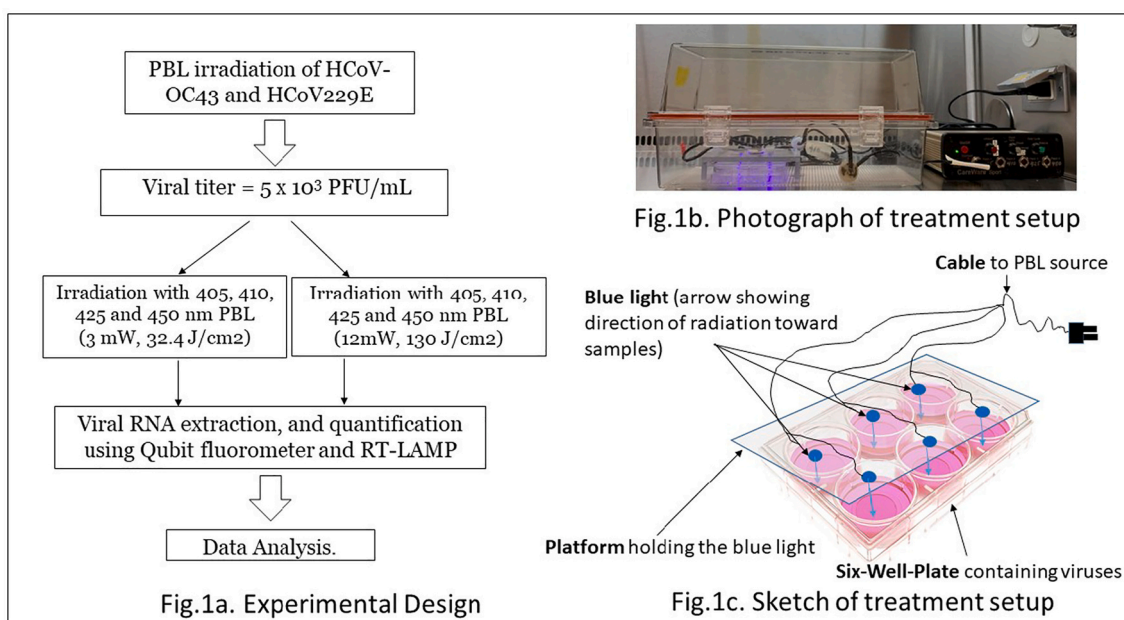 PBL irradiation of HCoV-
OC43 and HCoV229E
Viral titer = 5 x 10³ PFU/mL
Irradiation with 405, 410,
425 and 450 nm PBL
(3 mW, 32.4 J/cm2)
Irradiation with 405, 410,
425 and 450 nm PBL
(12mW, 130 J/cm2)
Viral RNA extraction, and quantification
using Qubit fluorometer and RT-LAMP
Data Analysis.
Fig.1a. Experimental Design
Fig.1b. Photograph of treatment setup
Cable to PBL source
Blue light (arrow showing
direction of radiation toward
samples)
Platform holding the blue light
Six-Well-Plate containing viruses
Fig.1c. Sketch of treatment setup